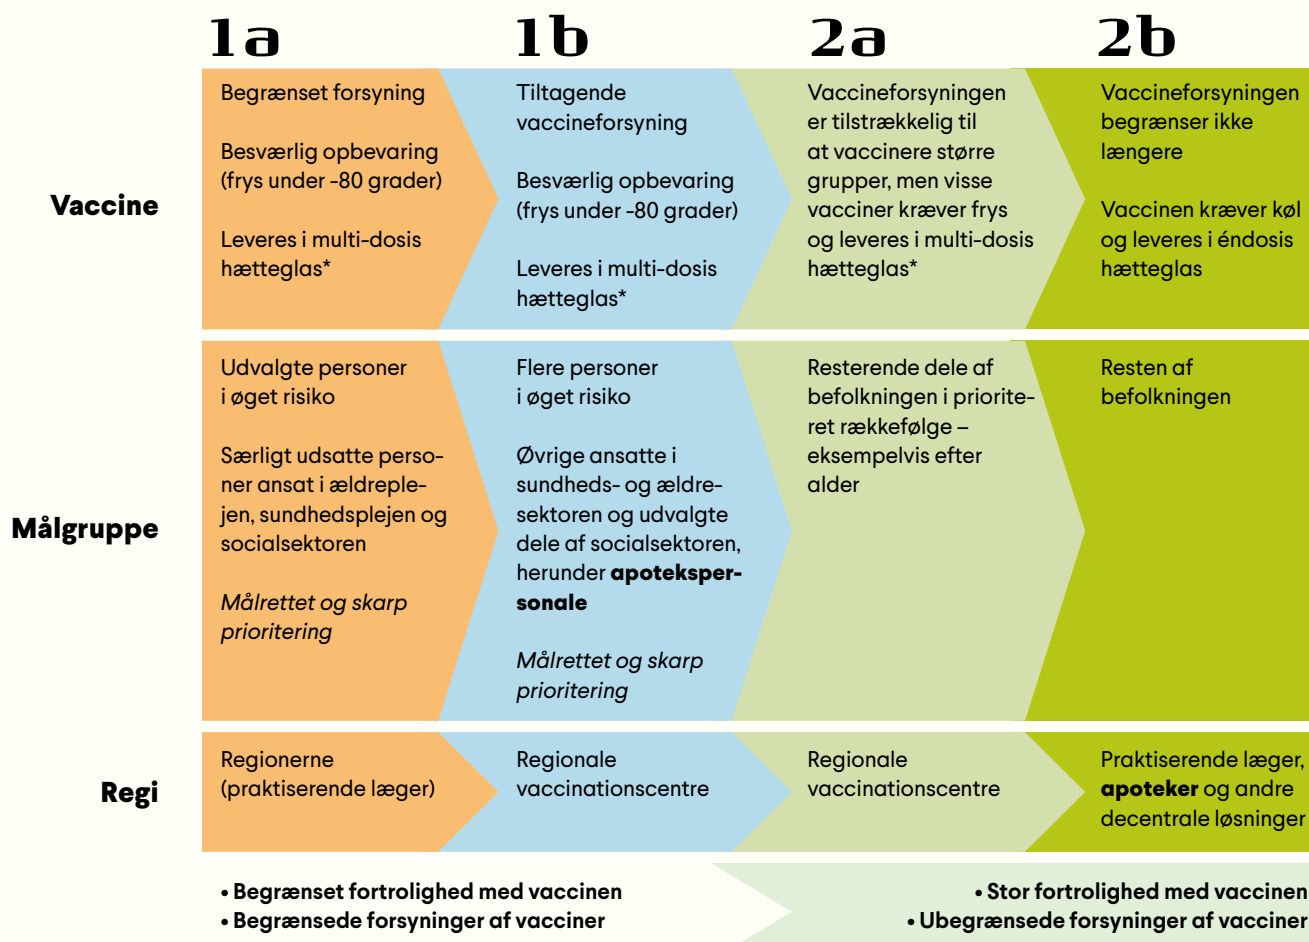 1a
1b
2a
2b
Vaccine
Begrænset forsyning
Besværlig opbevaring
(frys under -80 grader)
Leveres i multi-dosis
hætteglas*
Tiltagende
vaccineforsyning
Besværlig opbevaring
(frys under -80 grader)
Leveres i multi-dosis
hætteglas*
Vaccineforsyningen
er tilstrækkelig til
at vaccinere større
grupper, men visse
vacciner kræver frys
og leveres i multi-dosis
hætteglas*
Vaccineforsyningen
begrænser ikke
længere
Vaccinen kræver køl
og leveres i éndosis
hætteglas
Målgruppe
Udvalgte personer
i øget risiko
Særligt udsatte perso-
ner ansat i ældreple-
jen, sundhedsplejen og
socialsektoren
Målrettet og skarp
prioritering
Flere personer
i øget risiko
Øvrige ansatte i
sundheds- og ældre-
sektoren og udvalgte
dele af socialsektoren,
herunder apoteksper-
sonale
Målrettet og skarp
prioritering
Resterende dele af
befolkningen i priorite-
ret rækkefølge –
eksempelvis efter
alder
Resten af
befolkningen
Regi
Regionerne
(praktiserende læger)
Regionale
vaccinationscentre
Regionale
vaccinationscentre
Praktiserende læger,
apoteker og andre
decentrale løsninger
• Begrænset fortrolighed med vaccinen
• Begrænsede forsyninger af vacciner
• Stor fortrolighed med vaccinen
• Ubegrænsede forsyninger af vacciner